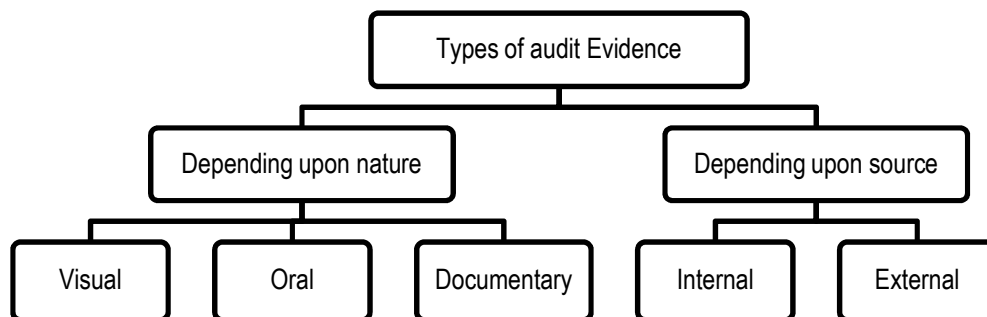 Types of audit Evidence
Depending upon nature
Depending upon source
Visual
Oral
Documentary
Internal
External